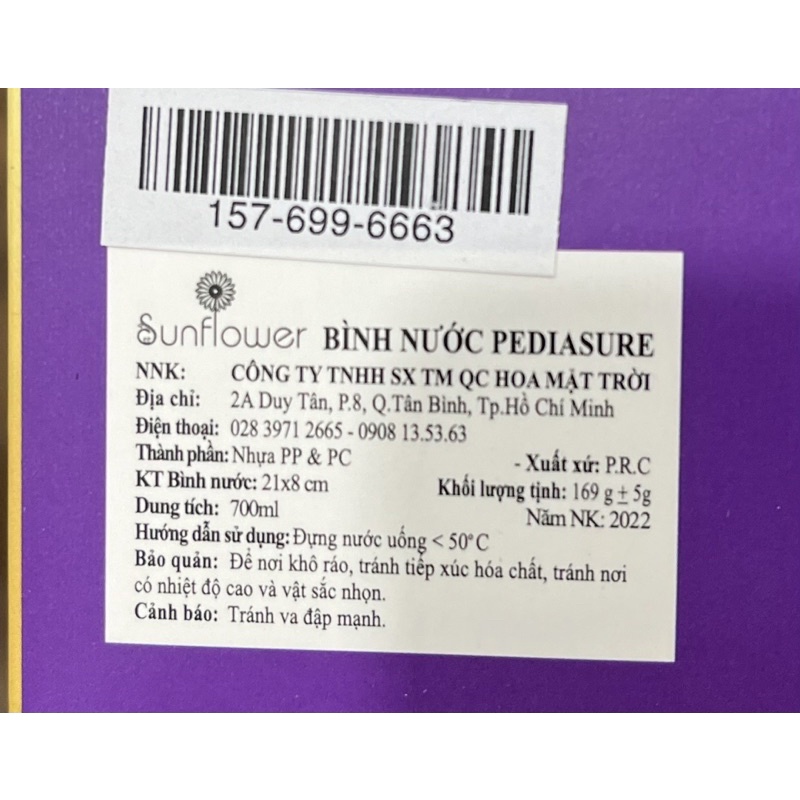 157-699-6663
Sunflower BÌNH NƯỚC PEDIASURE
NNK: CÔNG TY TNHH SX TM QC HOA MẶT TRỜI
Địa chỉ: 2A Duy Tân, P.8, Q.Tân Bình, Tp.Hồ Chí Minh
Điện thoại: 028 3971 2665 - 0908 13.53.63
Thành phần: Nhựa PP & PC - Xuất xứ: P.R.C
KT Bình nước: 21x8 cm Khối lượng tịnh: 169 g ± 5g
Dung tích: 700ml Năm NK: 2022
Hướng dẫn sử dụng: Đựng nước uống < 50°C
Bảo quản: Để nơi khô ráo, tránh tiếp xúc hóa chất, tránh nơi
có nhiệt độ cao và vật sắc nhọn.
Cảnh báo: Tránh va đập mạnh.